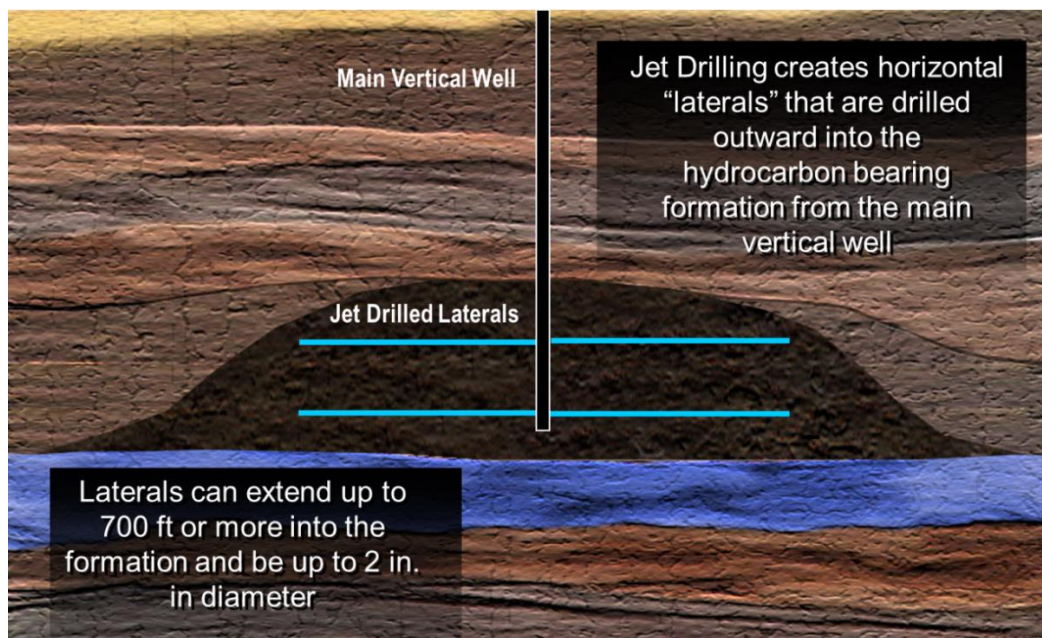 Main Vertical Well
Jet Drilling creates horizontal
“laterals” that are drilled
outward into the
hydrocarbon bearing
formation from the main
vertical well
Jet Drilled Laterals
Laterals can extend up to
700 ft or more into the
formation and be up to 2 in.
in diameter